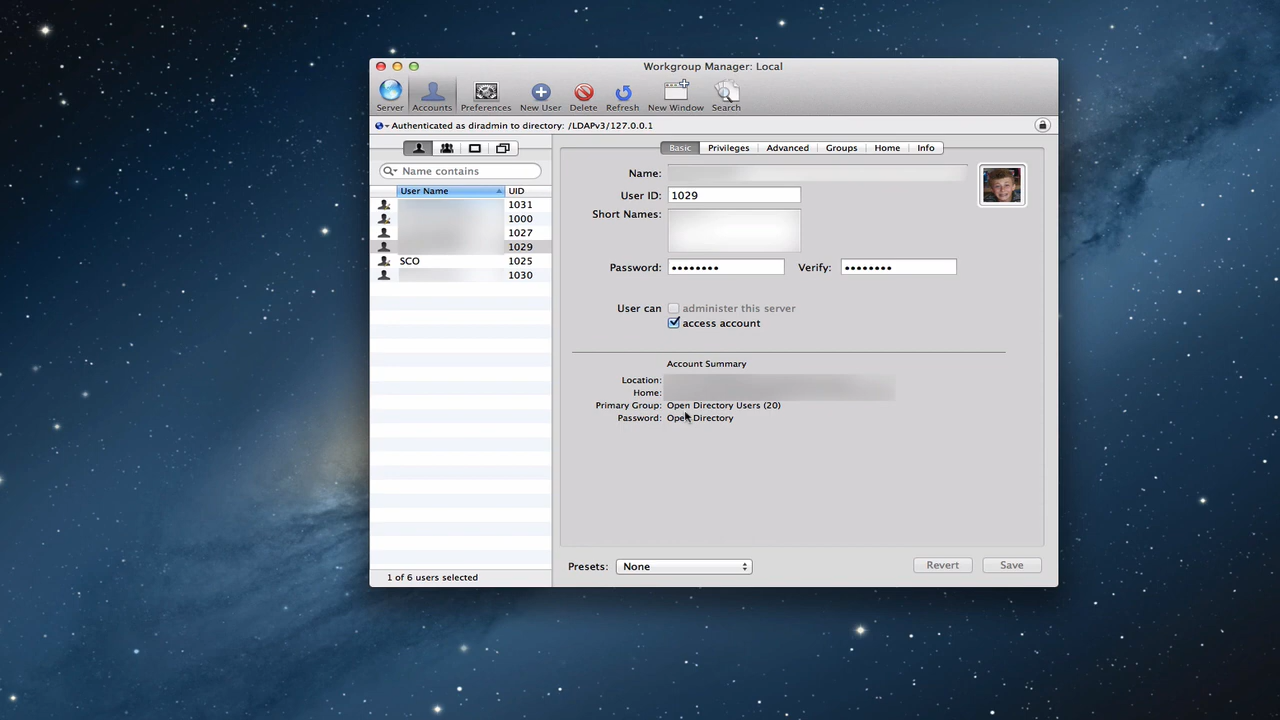 Workgroup Manager: Local
Server Accounts Preferences New User Delete Refresh New Window Search
Authenticated as diradmin to directory: /LDAPv3/127.0.0.1
Basic Privileges Advanced Groups Home Info
Name contains
User Name UID
1031
1000
1027
1029
SCO 1025
1030
1 of 6 users selected
Name:
User ID: 1029
Short Names:
Password: •••••••• Verify: ••••••••
User can administer this server
access account
Account Summary
Location:
Home:
Primary Group: Open Directory Users (20)
Password: Open Directory
Presets: None Revert Save